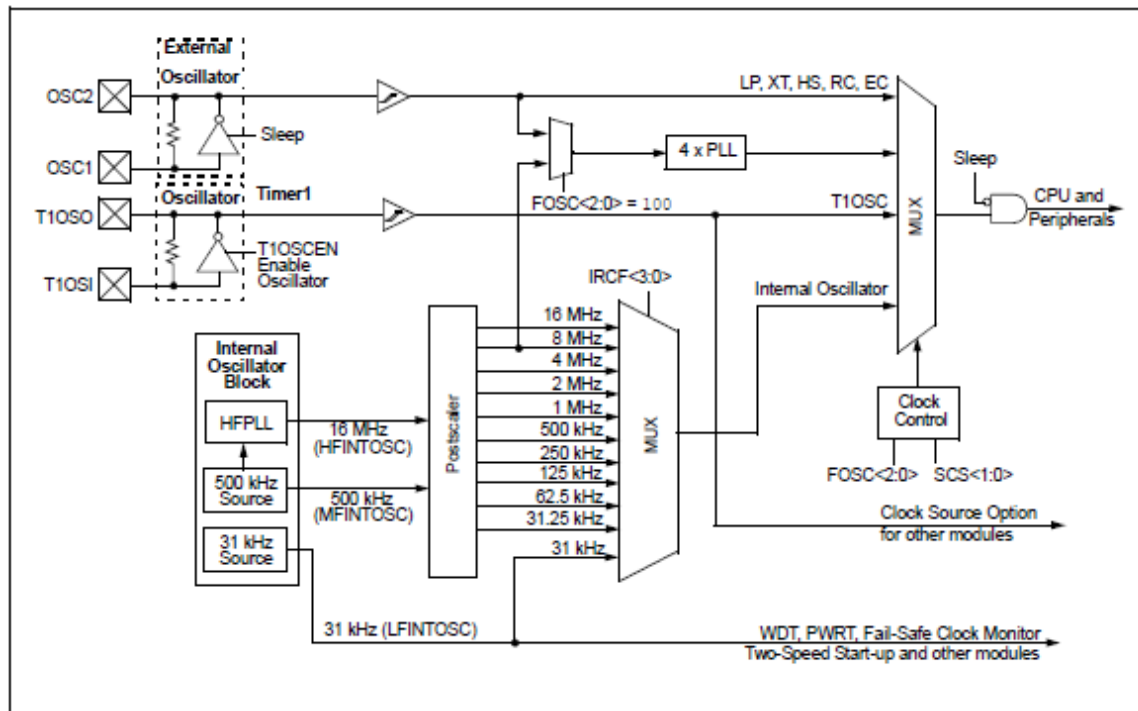 External
Oscillator
OSC2
Sleep
OSC1
LP, XT, HS, RC, EC
4 x PLL
FOSC<2:0> = 100
Sleep
CPU and
Peripherals
Oscillator
Timer1
T1OSO
T1OSCEN
Enable
Oscillator
T1OSI
T1OSC
MUX
IRCF<3:0>
Internal Oscillator
Internal
Oscillator
Block
HFPLL
16 MHz
(HFINTOSC)
500 kHz
Source
500 kHz
(MFINTOSC)
31 kHz
Source
Postscaler
16 MHz
8 MHz
4 MHz
2 MHz
1 MHz
500 kHz
250 kHz
125 kHz
62.5 kHz
31.25 kHz
31 kHz
MUX
Clock
Control
FOSC<2:0> SCS<1:0>
Clock Source Option
for other modules
31 kHz (LFINTOSC)
WDT, PWRT, Fail-Safe Clock Monitor
Two-Speed Start-up and other modules